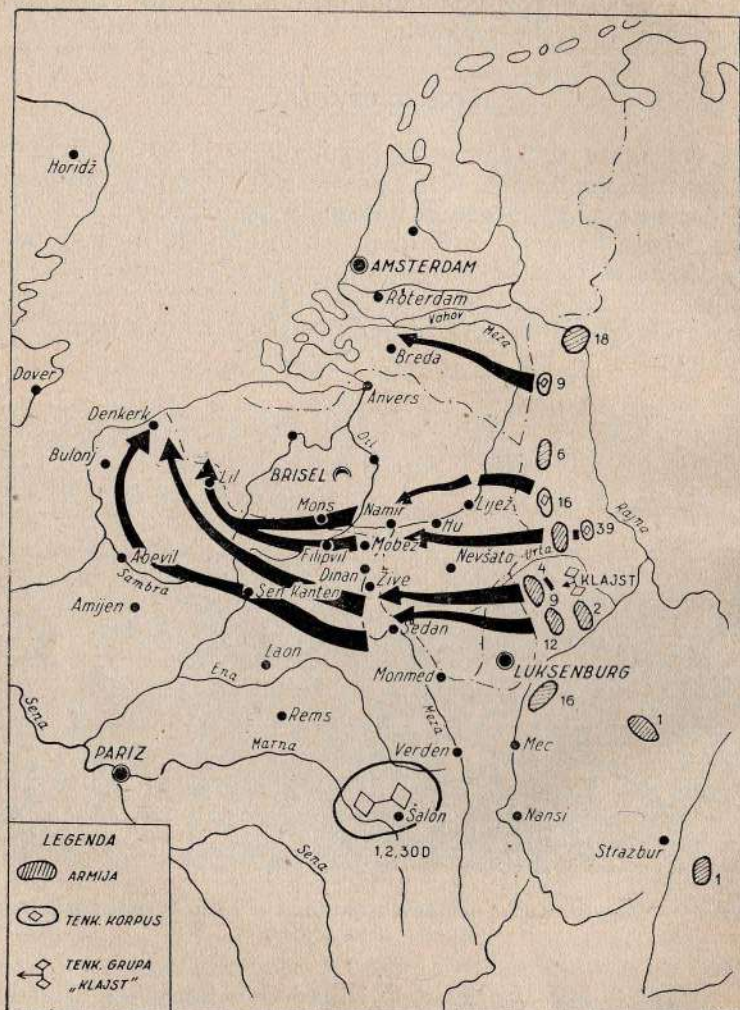 Horidž
AMSTERDAM
Roterdam
Vahov
Meza
18
Breda
9
Dover
Anvers
Denkerk
6
Bulonj
Dil
Lil
BRISEL
16
Lijež
Mons
Namir
Hu
39
Rajna
Filipvil
Mobež
Nevšato
Urta
Abevil
Dinan
4
KLAJST
Sambra
Žive
9
2
Sen Kanten
Amijen
12
Sedan
Laon
LUKSENBURG
Ena
Monmed
16
Sena
Meza
1
Rems
Marna
Verden
Mec
PARIZ
Šalon
Nansi
Strazbur
1,2,30D
1
Sena
LEGENDA
ARMIJA
TENK. KORPUS
TENK. GRUPA
„KLAJST"